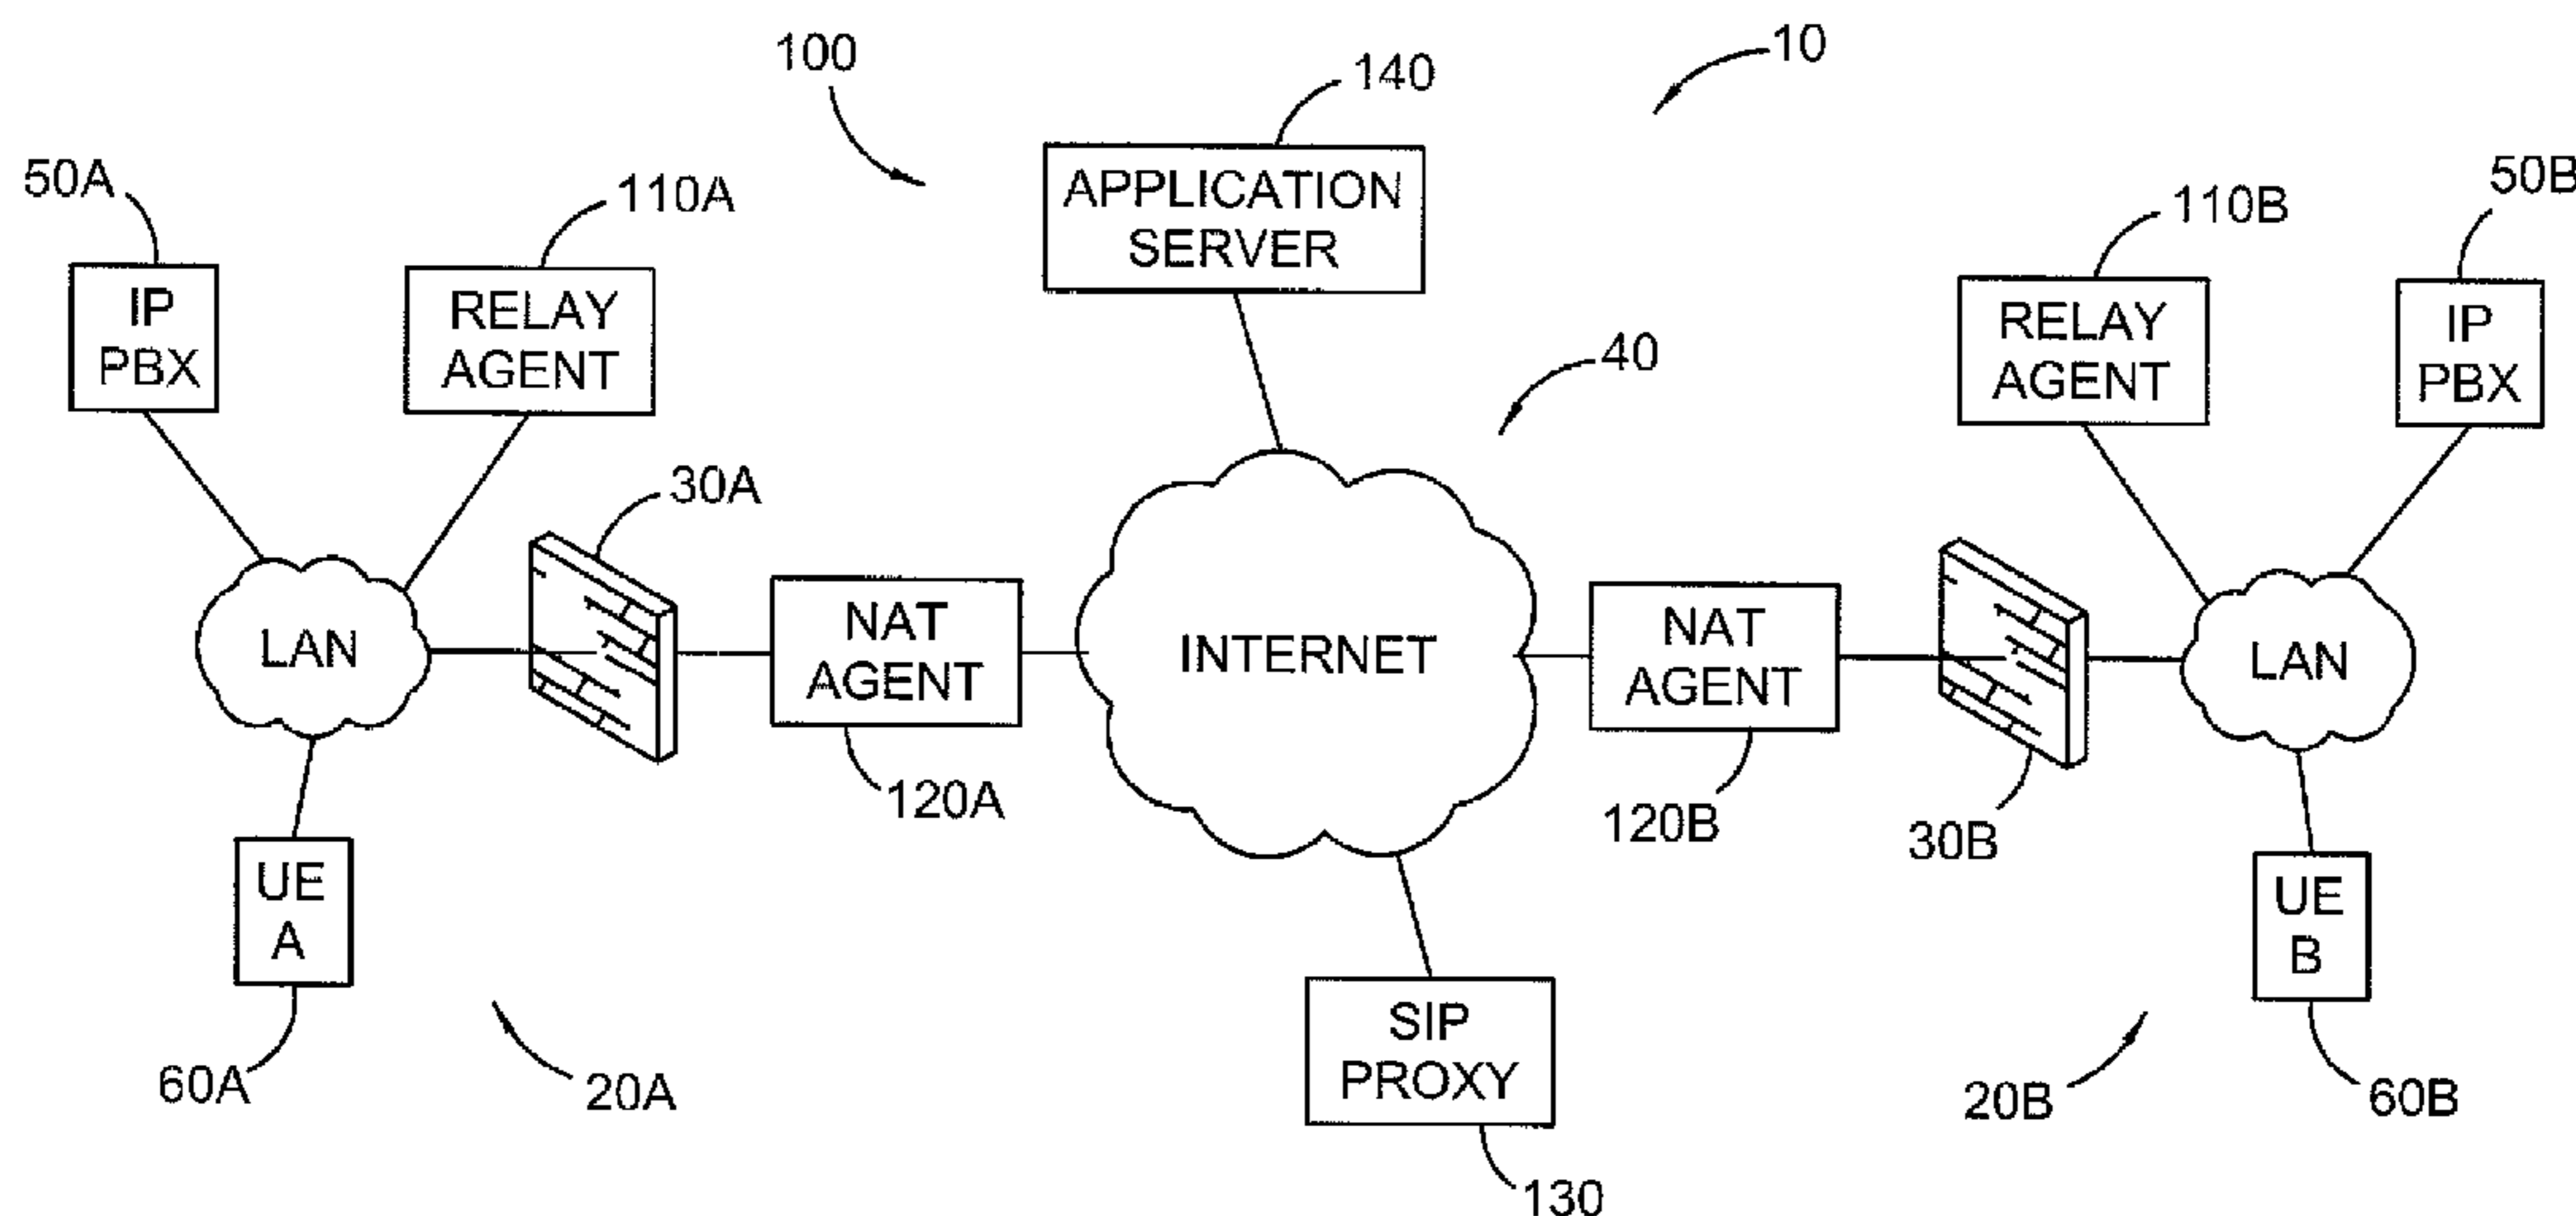 100
140
10
50A
110A
APPLICATION
SERVER
110B
50B
IP
PBX
RELAY
AGENT
40
RELAY
AGENT
IP
PBX
30A
LAN
NAT
AGENT
INTERNET
NAT
AGENT
LAN
120A
120B
30B
UE
A
UE
B
SIP
PROXY
60A
20A
20B
60B
130